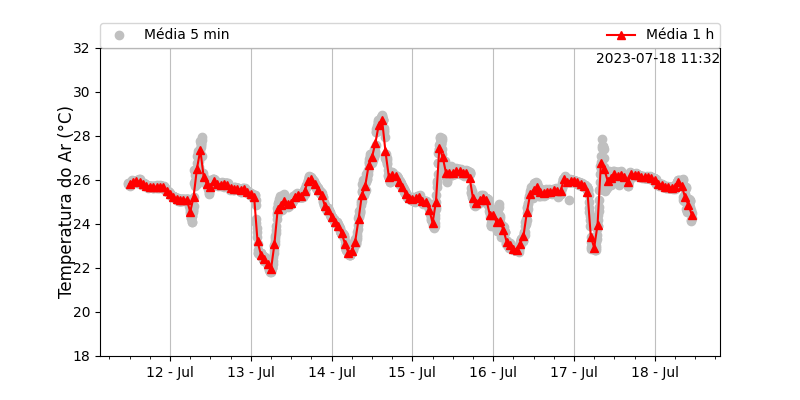 Média 5 min
Média 1 h
2023-07-18 11:32
Temperatura do Ar (°C)
32
30
28
26
24
22
20
18
12 - Jul
13 - Jul
14 - Jul
15 - Jul
16 - Jul
17 - Jul
18 - Jul